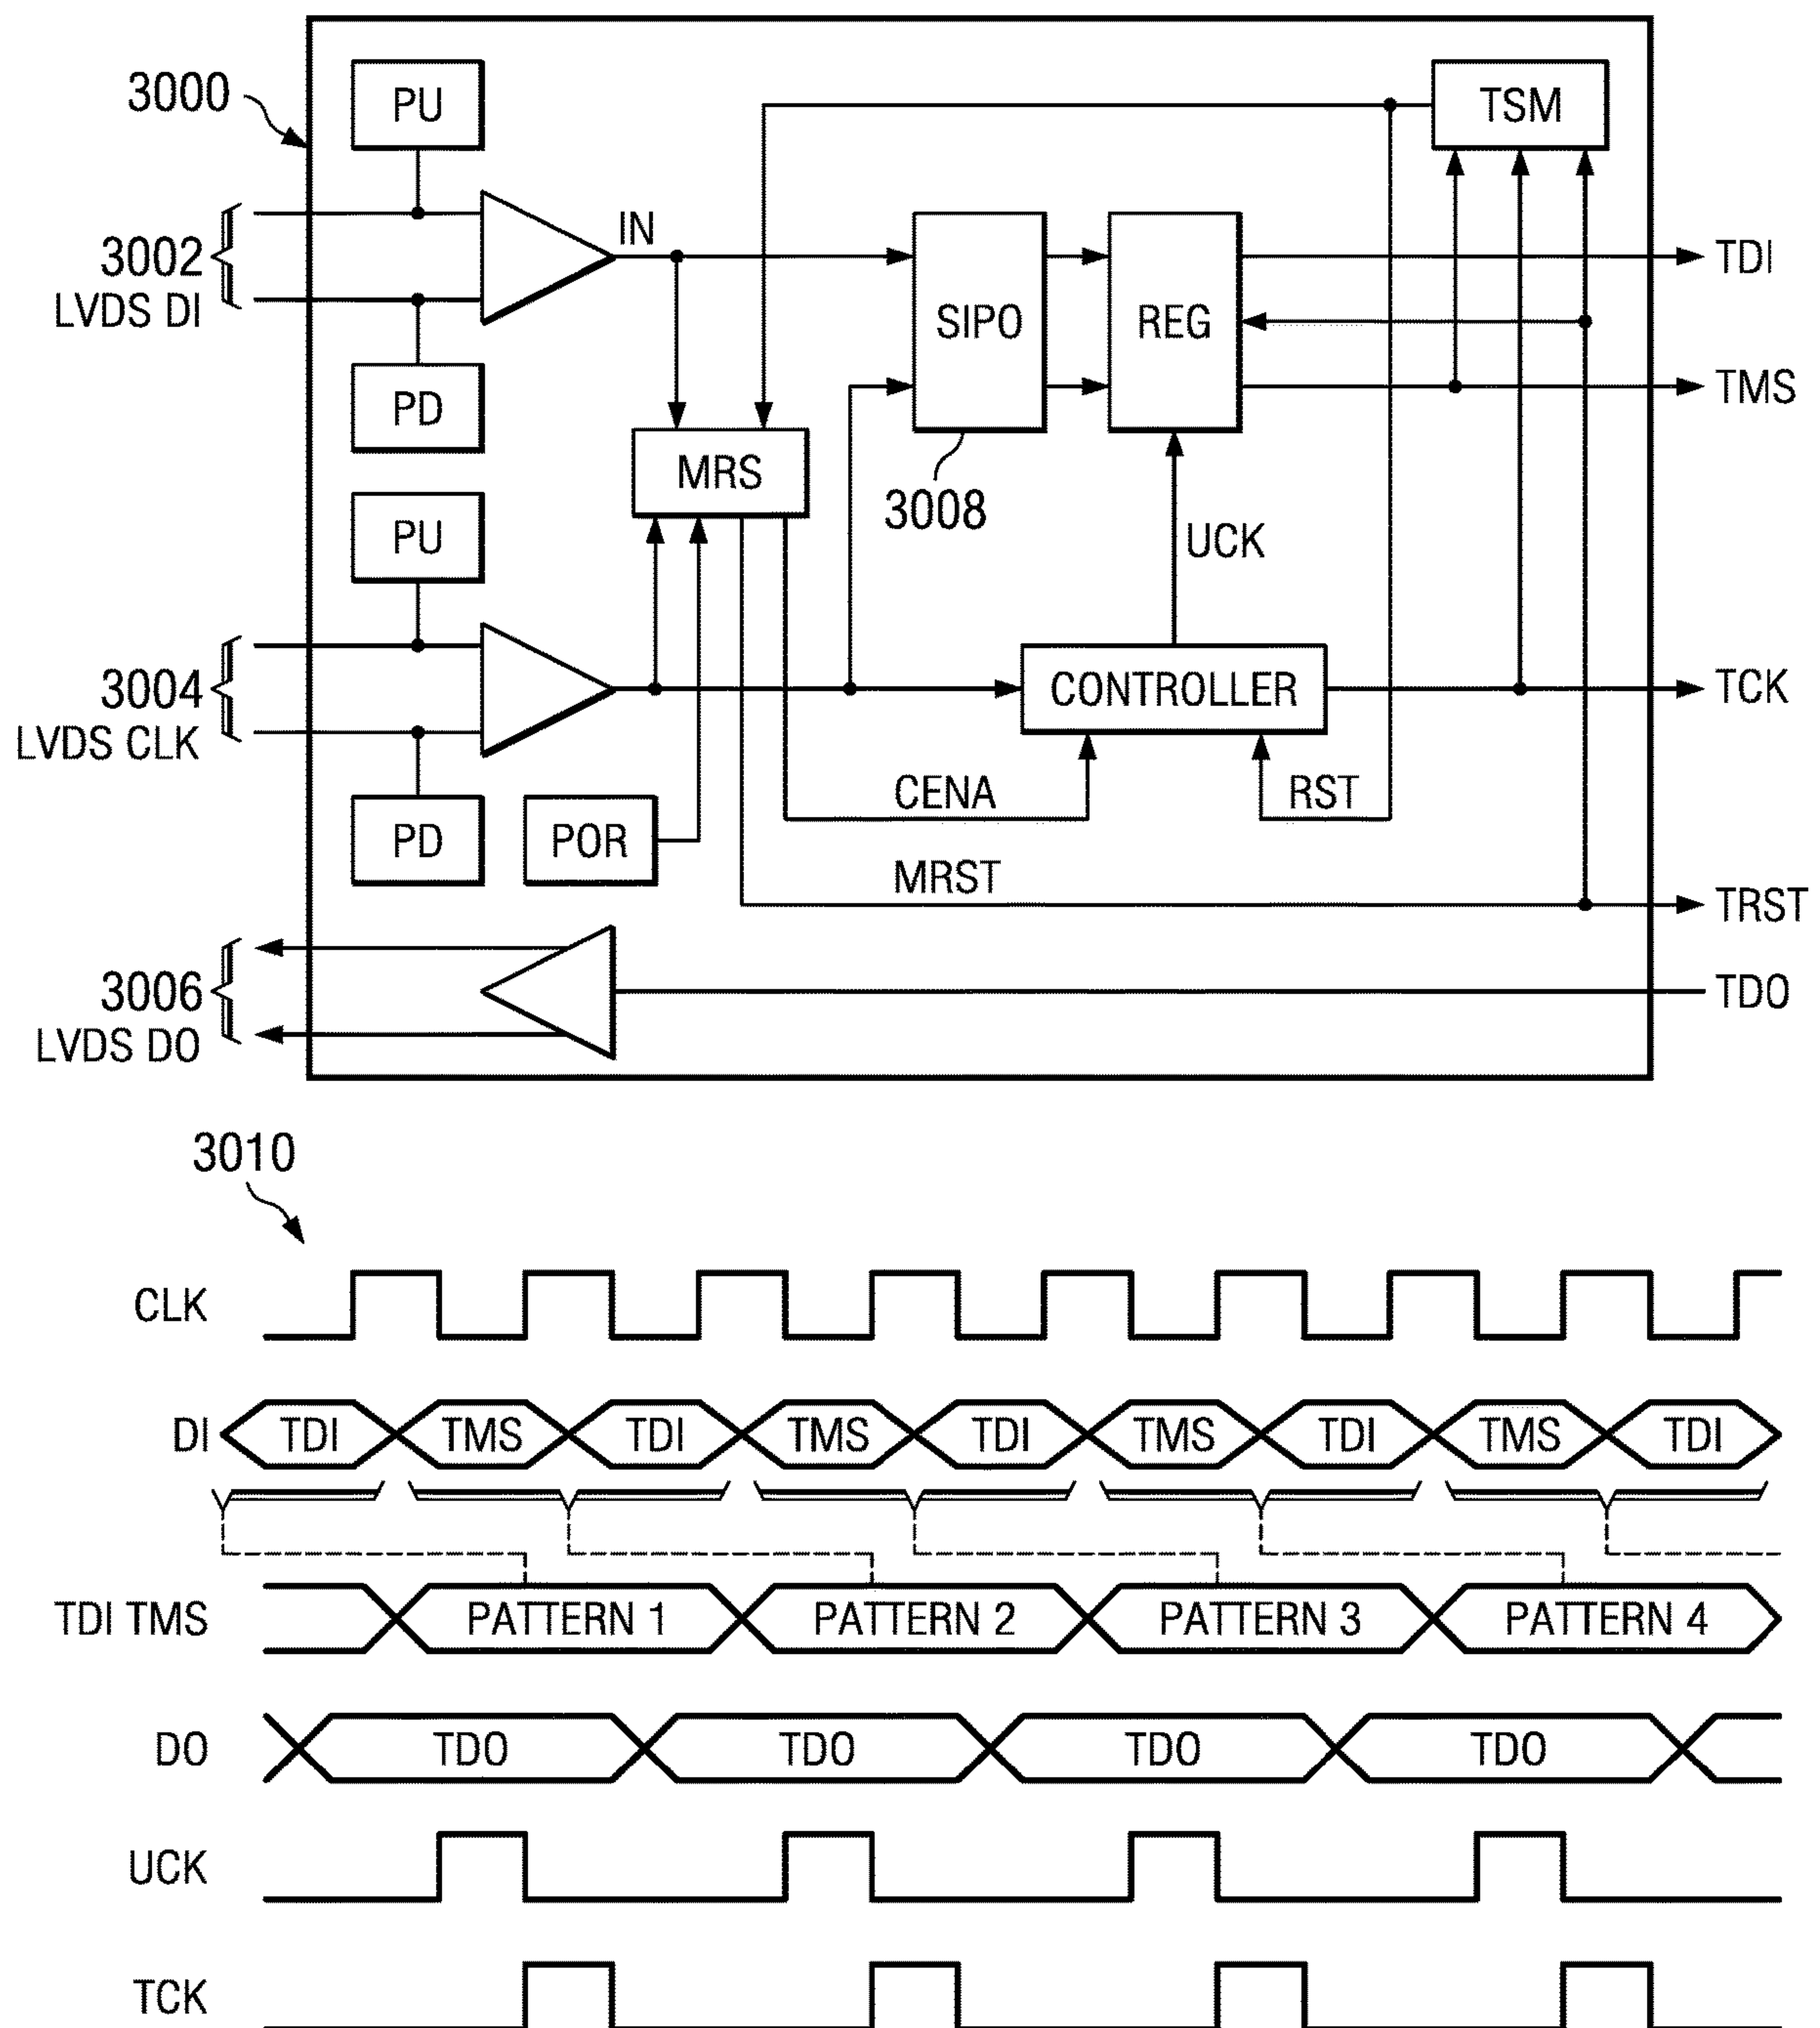 3000
PU
TSM
3002
LVDS DI
IN
SIPO
REG
TDI
TMS
PD
MRS
3008
PU
UCK
3004
LVDS CLK
CONTROLLER
TCK
PD
POR
CENA
RST
MRST
TRST
3006
LVDS DO
TDO
3010
CLK
DI TDI TMS TDI TMS TDI TMS TDI TMS TDI
TDI TMS PATTERN 1 PATTERN 2 PATTERN 3 PATTERN 4
DO TDO TDO TDO TDO
UCK
TCK